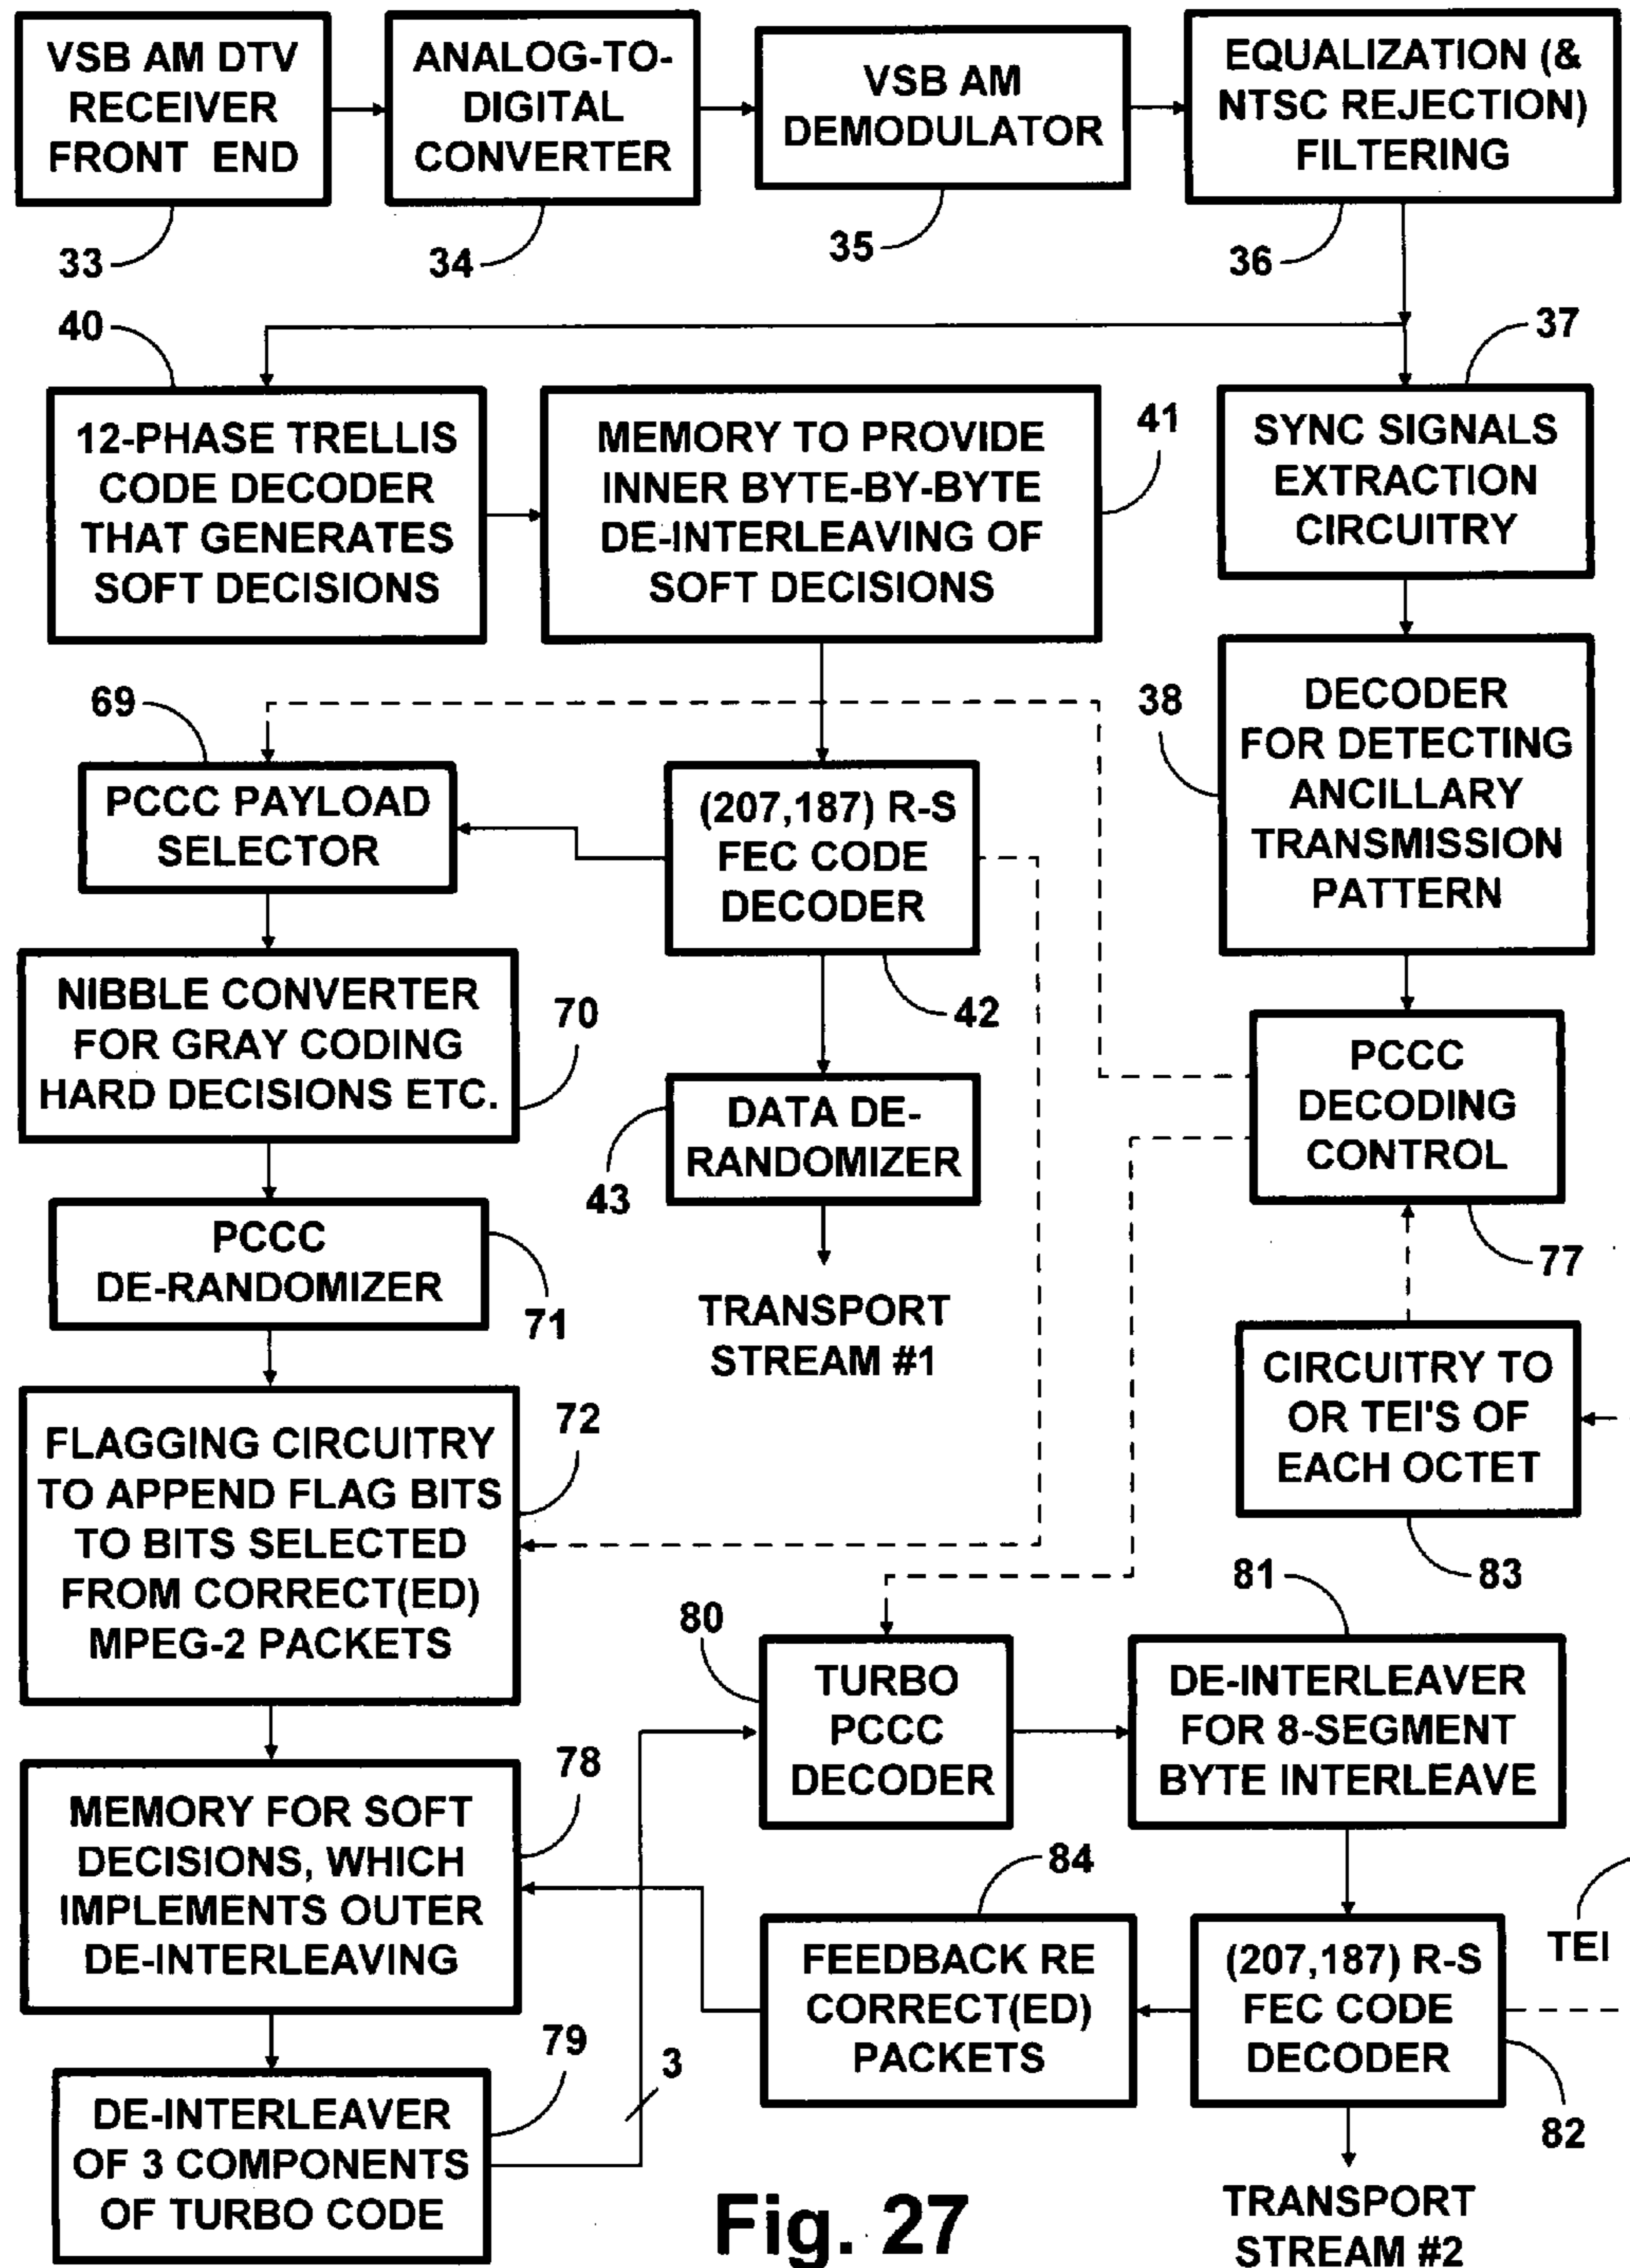 VSB AM DTV
RECEIVER
FRONT END
33
ANALOG-TO-
DIGITAL
CONVERTER
34
VSB AM
DEMODULATOR
35
EQUALIZATION (&
NTSC REJECTION)
FILTERING
36
40
12-PHASE TRELLIS
CODE DECODER
THAT GENERATES
SOFT DECISIONS
MEMORY TO PROVIDE
INNER BYTE-BY-BYTE
DE-INTERLEAVING OF
SOFT DECISIONS
41
37
SYNC SIGNALS
EXTRACTION
CIRCUITRY
38
DECODER
FOR DETECTING
ANCILLARY
TRANSMISSION
PATTERN
69
PCCC PAYLOAD
SELECTOR
(207,187) R-S
FEC CODE
DECODER
42
NIBBLE CONVERTER
FOR GRAY CODING
HARD DECISIONS ETC.
70
DATA DE-
RANDOMIZER
43
TRANSPORT
STREAM #1
PCCC
DECODING
CONTROL
77
PCCC
DE-RANDOMIZER
71
CIRCUITRY TO
OR TEI'S OF
EACH OCTET
83
FLAGGING CIRCUITRY
TO APPEND FLAG BITS
TO BITS SELECTED
FROM CORRECT(ED)
MPEG-2 PACKETS
72
80
TURBO
PCCC
DECODER
81
DE-INTERLEAVER
FOR 8-SEGMENT
BYTE INTERLEAVE
MEMORY FOR SOFT
DECISIONS, WHICH
IMPLEMENTS OUTER
DE-INTERLEAVING
78
84
FEEDBACK RE
CORRECT(ED)
PACKETS
(207,187) R-S
FEC CODE
DECODER
82
TEI
DE-INTERLEAVER
OF 3 COMPONENTS
OF TURBO CODE
79
3
TRANSPORT
STREAM #2
Fig. 27